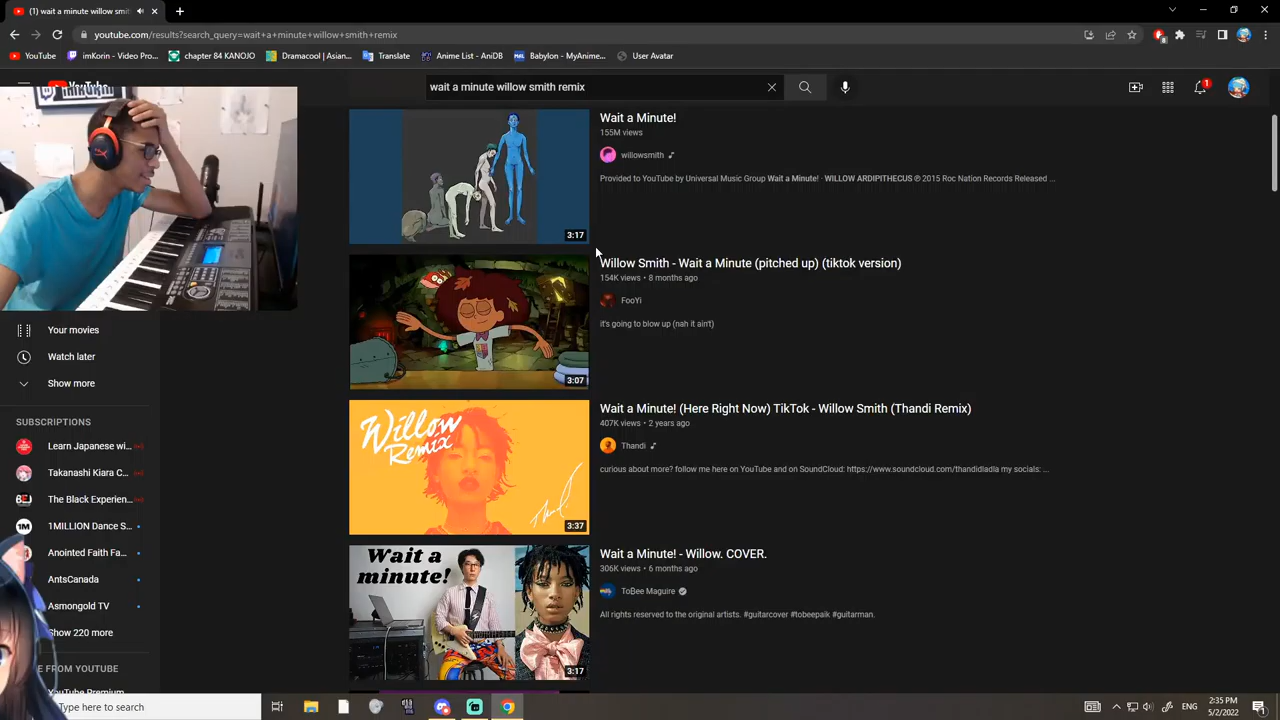 (1) wait a minute willow smit
youtube.com/results?search_query=wait+a+minute+willow+smith+remix
YouTube
imKorin - Video Pro...
chapter 84 KANOJO
Dramacool | Asian...
Translate
Anime List - AniDB
Babylon - MyAnime...
User Avatar
wait a minute willow smith remix
1
Wait a Minute!
155M views
willowsmith
Provided to YouTube by Universal Music Group Wait a Minute! · WILLOW ARDIPITHECUS ℗ 2015 Roc Nation Records Released ...
3:17
Willow Smith - Wait a Minute (pitched up) (tiktok version)
154K views • 8 months ago
FooYi
it's going to blow up (nah it ain't)
3:07
Wait a Minute! (Here Right Now) TikTok - Willow Smith (Thandi Remix)
407K views • 2 years ago
Thandi
curious about more? follow me here on YouTube and on SoundCloud: https://www.soundcloud.com/thandidladla my socials: ...
Willow
Remix
3:37
Wait a Minute! - Willow. COVER.
306K views • 6 months ago
ToBee Maguire
All rights reserved to the original artists. #guitarcover #tobeepaik #guitarman.
Wait a
minute!
3:17
Your movies
Watch later
Show more
SUBSCRIPTIONS
Learn Japanese wi...
Takanashi Kiara C...
The Black Experien...
1MILLION Dance S...
Anointed Faith Fa...
AntsCanada
Asmongold TV
Show 220 more
E FROM YOUTUBE
YouTube Premium
Type here to search
ENG
2:35 PM
5/2/2022